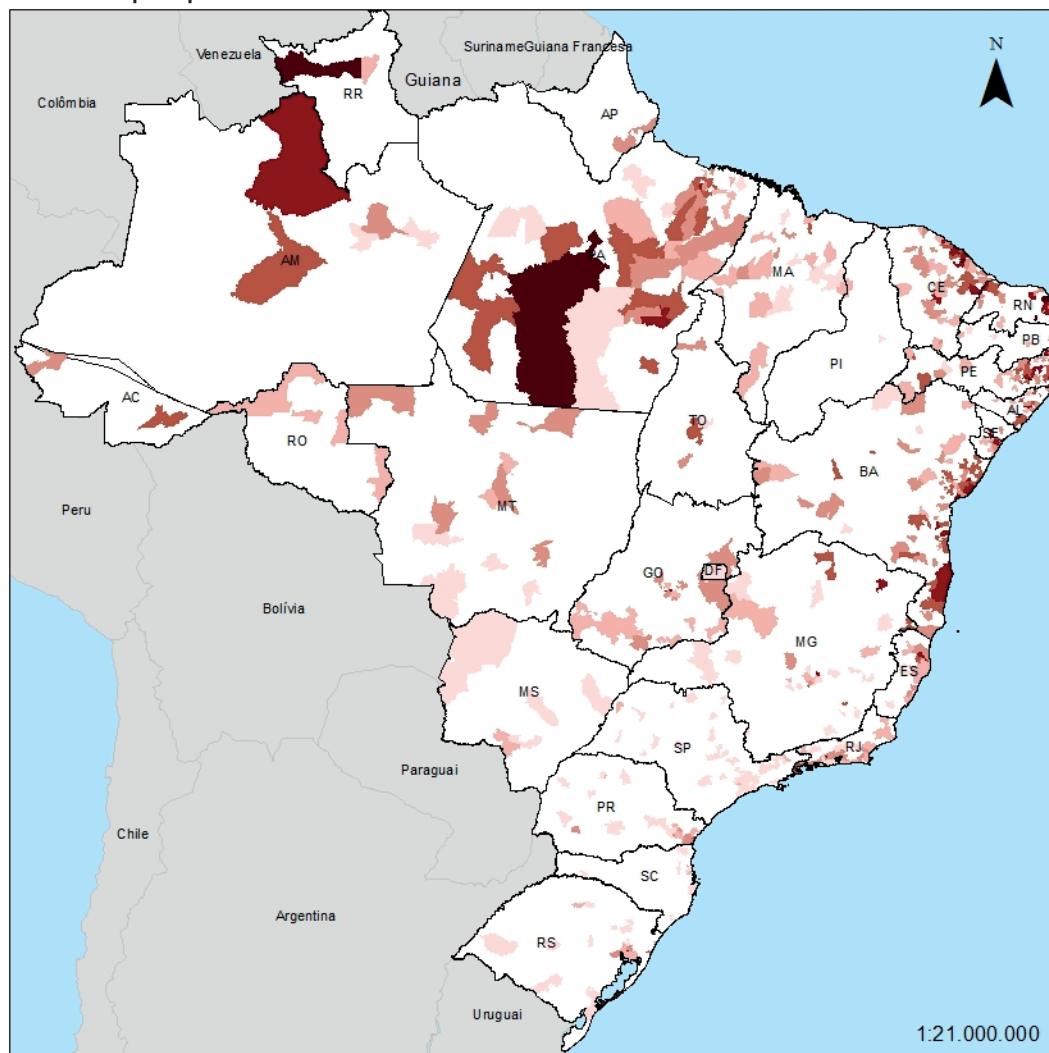 Venezuela
SurinameGuiana Francesa
N
Guiana
Colômbia
RR
AP
AM
PA
MA
CE
RN
PB
PI
PE
AC
AL
TO
SE
RO
BA
Peru
MT
GO
DF
Bolívia
MG
ES
MS
SP
RJ
Paraguai
PR
Chile
SC
Argentina
RS
Uruguai
1:21.000.000